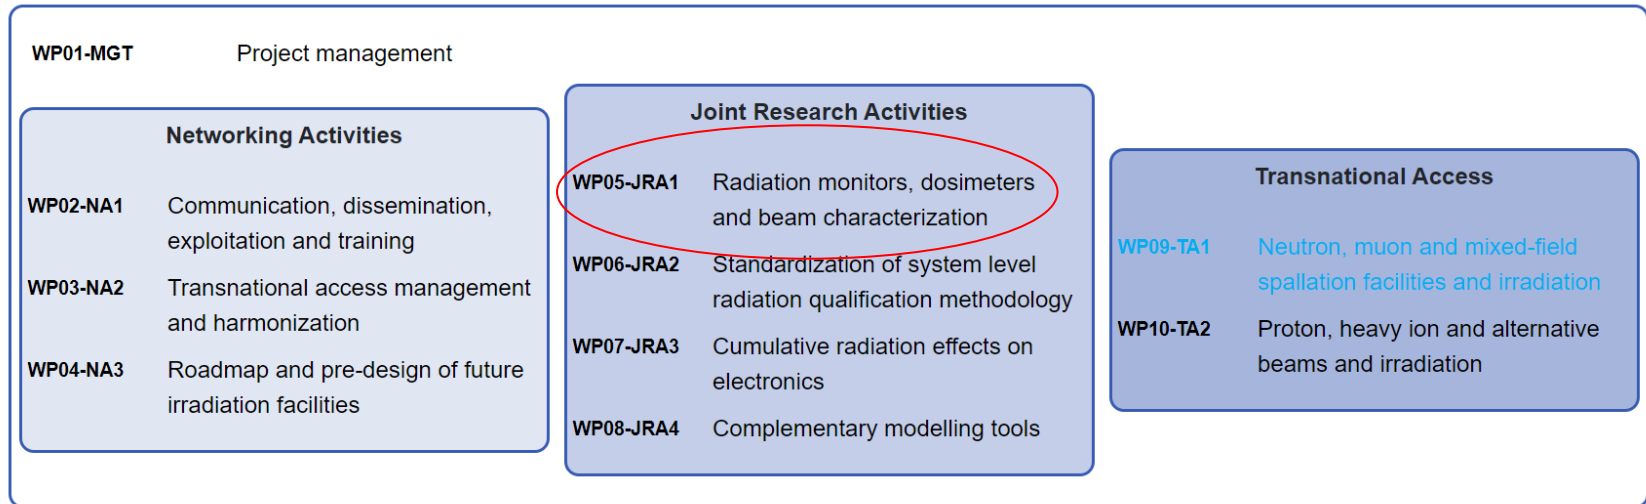 WP01-MGT Project management
Networking Activities
WP02-NA1 Communication, dissemination,
exploitation and training
WP03-NA2 Transnational access management
and harmonization
WP04-NA3 Roadmap and pre-design of future
irradiation facilities
Joint Research Activities
WP05-JRA1 Radiation monitors, dosimeters
and beam characterization
WP06-JRA2 Standardization of system level
radiation qualification methodology
WP07-JRA3 Cumulative radiation effects on
electronics
WP08-JRA4 Complementary modelling tools
Transnational Access
WP09-TA1 Neutron, muon and mixed-field
spallation facilities and irradiation
WP10-TA2 Proton, heavy ion and alternative
beams and irradiation